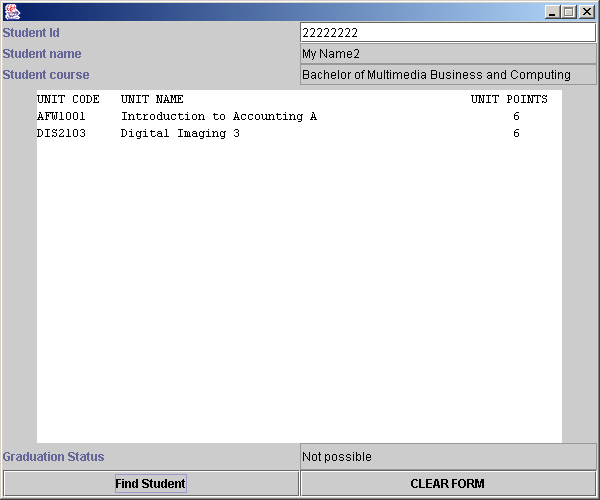 Student Id 22222222
Student name My Name2
Student course Bachelor of Multimedia Business and Computing
UNIT CODE UNIT NAME UNIT POINTS
AFW1001 Introduction to Accounting A 6
DIS2103 Digital Imaging 3 6
Graduation Status Not possible
Find Student CLEAR FORM